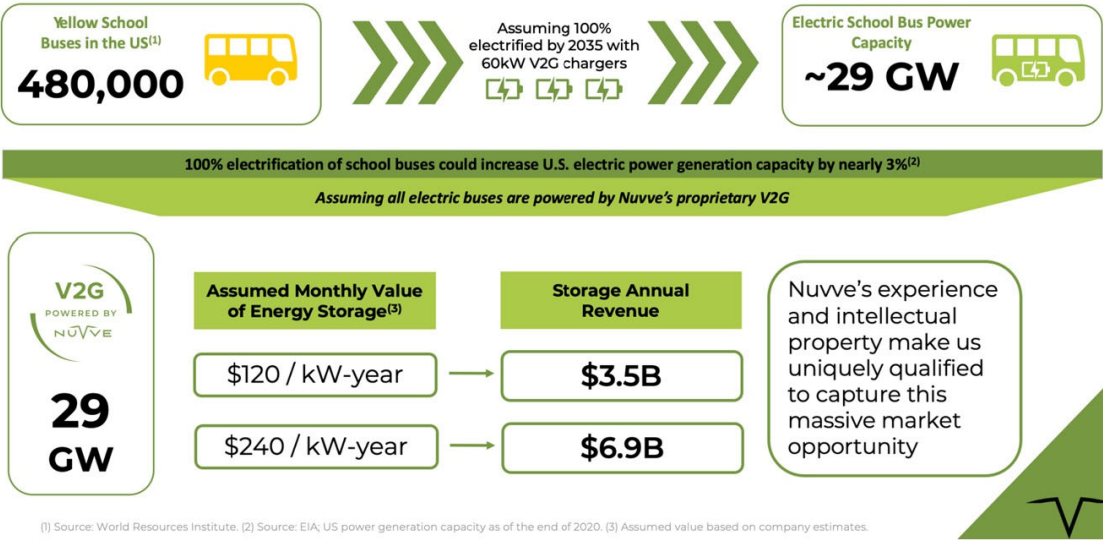 Yellow School
Buses in the US(1)
480,000
Assuming 100%
electrified by 2035 with
60kW V2G chargers
Electric School Bus Power
Capacity
~29 GW
100% electrification of school buses could increase U.S. electric power generation capacity by nearly 3%(2)
Assuming all electric buses are powered by Nuvve's proprietary V2G
V2G
POWERED BY
NUVVE
29
GW
Assumed Monthly Value
of Energy Storage(3)
Storage Annual
Revenue
$120 / kW-year
$3.5B
$240 / kW-year
$6.9B
Nuvve's experience
and intellectual
property make us
uniquely qualified
to capture this
massive market
opportunity
(1) Source: World Resources Institute. (2) Source: EIA; US power generation capacity as of the end of 2020. (3) Assumed value based on company estimates.